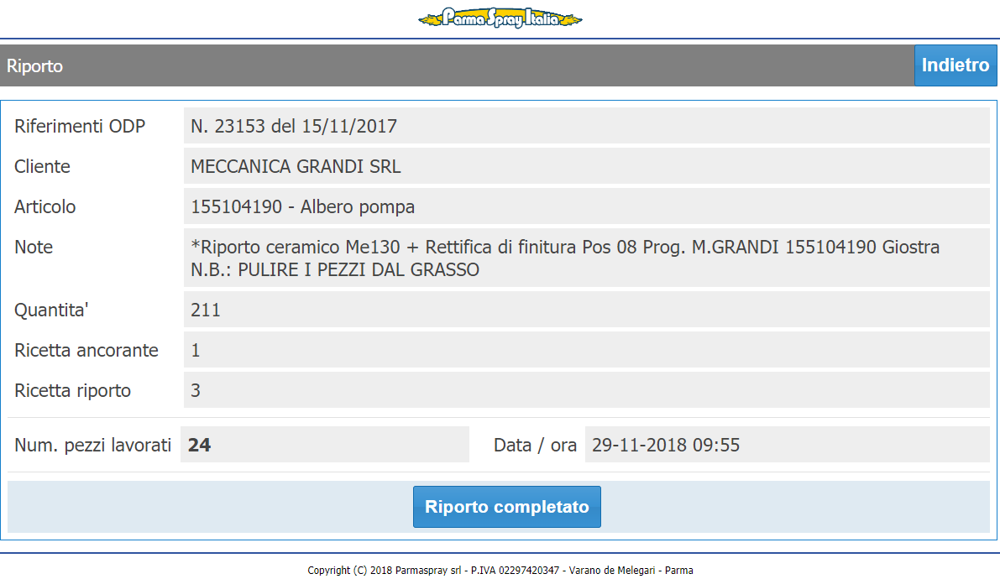 Parma Spray Italia
Riporto
Indietro
Riferimenti ODP
N. 23153 del 15/11/2017
Cliente
MECCANICA GRANDI SRL
Articolo
155104190 - Albero pompa
Note
*Riporto ceramico Me130 + Rettifica di finitura Pos 08 Prog. M.GRANDI 155104190 Giostra
N.B.: PULIRE I PEZZI DAL GRASSO
Quantita'
211
Ricetta ancorante
1
Ricetta riporto
3
Num. pezzi lavorati
24
Data / ora
29-11-2018 09:55
Riporto completato
Copyright (C) 2018 Parmaspray srl - P.IVA 02297420347 - Varano de Melegari - Parma